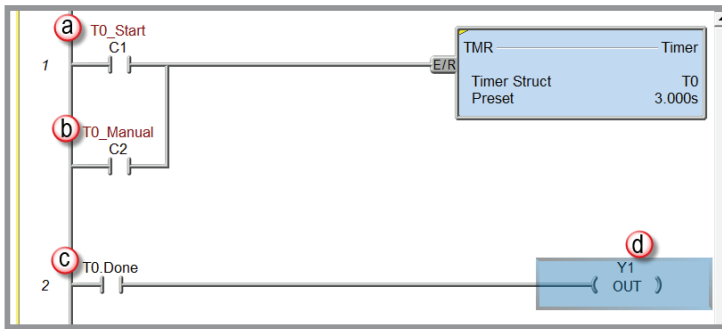 a T0_Start
C1
1
E/R
TMR Timer
Timer Struct T0
Preset 3.000s
b T0_Manual
C2
c T0.Done
2
d
Y1
OUT